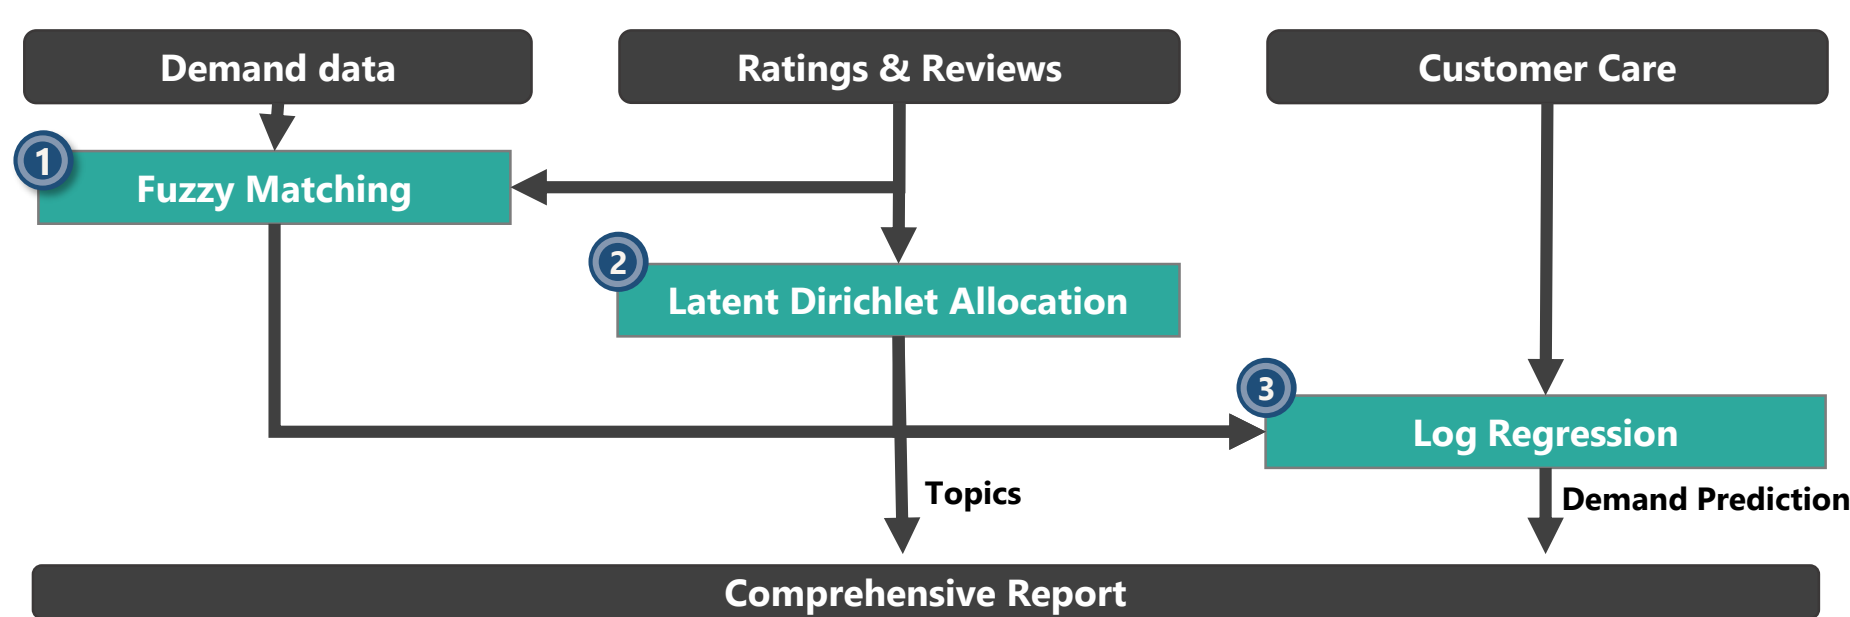 Demand data
Ratings & Reviews
Customer Care
1
Fuzzy Matching
2
Latent Dirichlet Allocation
3
Log Regression
Topics
Demand Prediction
Comprehensive Report